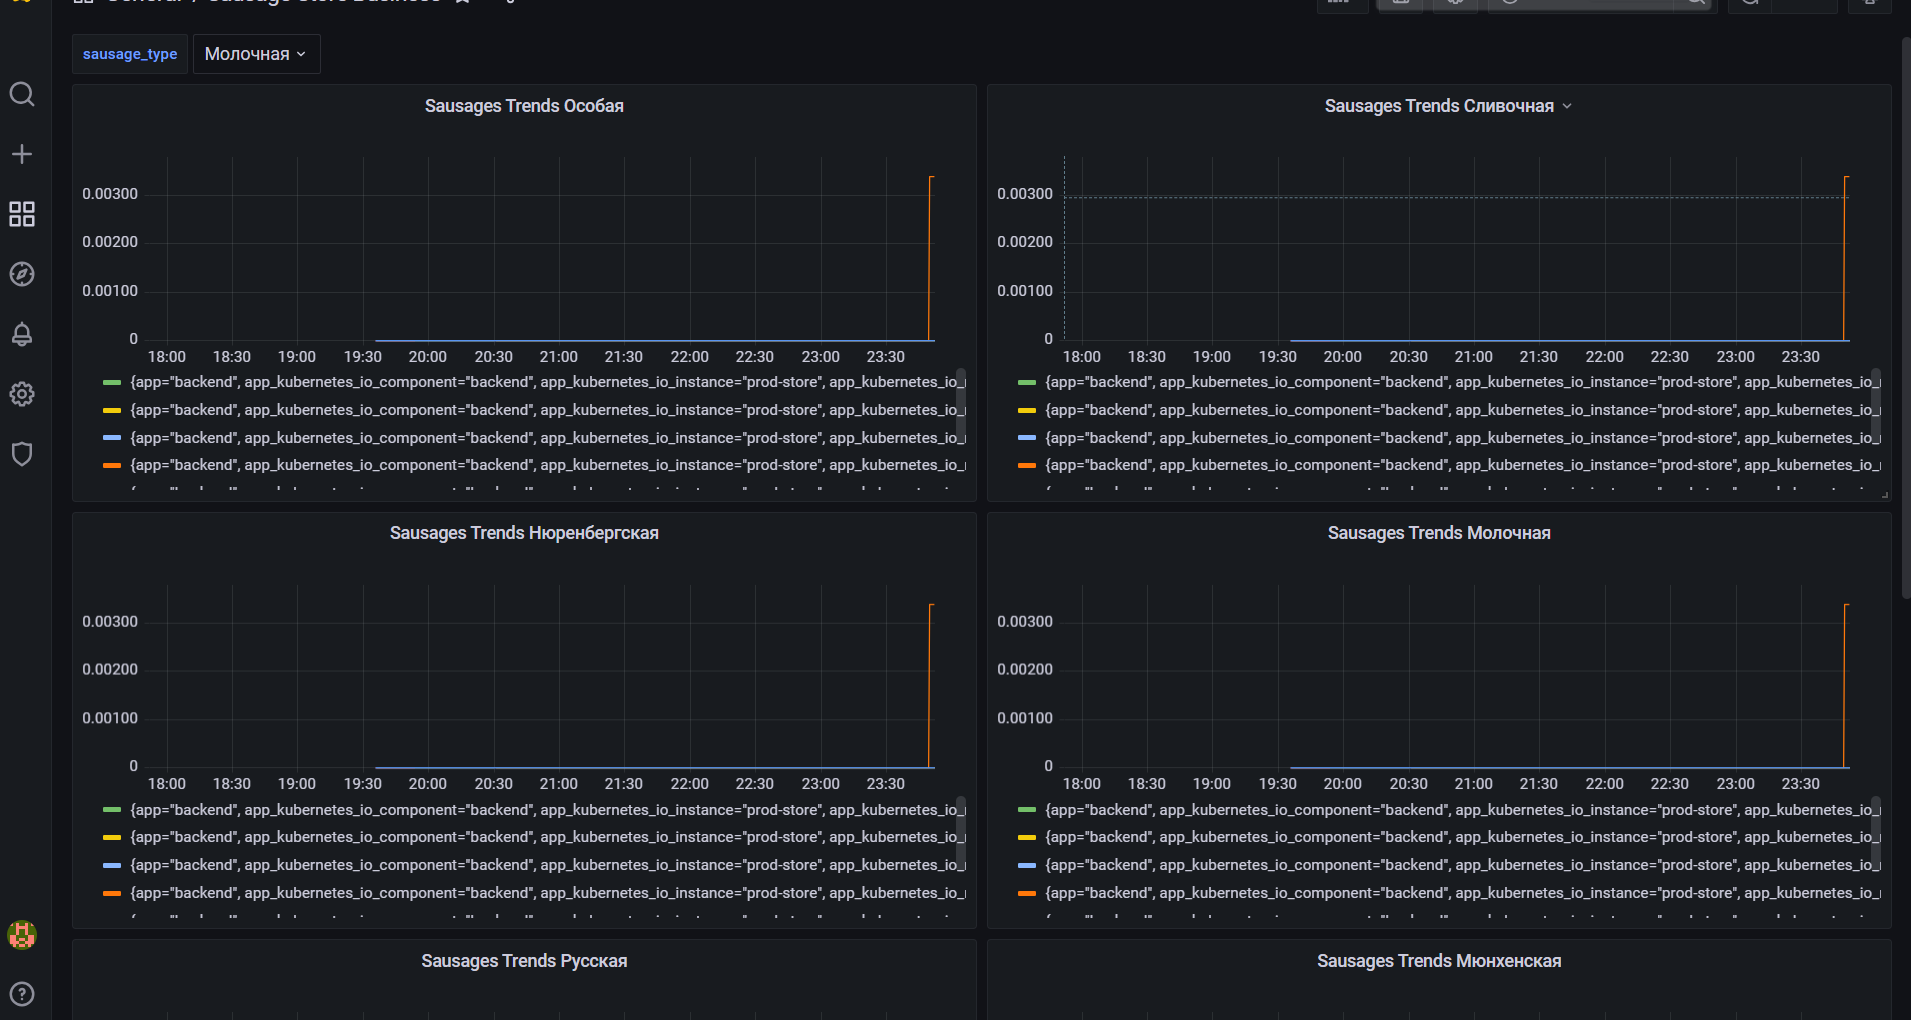 General / Sausage Store Business
sausage_type Молочная
Sausages Trends Особая
0.00300
0.00200
0.00100
0
18:00 18:30 19:00 19:30 20:00 20:30 21:00 21:30 22:00 22:30 23:00 23:30
{app="backend", app_kubernetes_io_component="backend", app_kubernetes_io_instance="prod-store", app_kubernetes_io_
{app="backend", app_kubernetes_io_component="backend", app_kubernetes_io_instance="prod-store", app_kubernetes_io_
{app="backend", app_kubernetes_io_component="backend", app_kubernetes_io_instance="prod-store", app_kubernetes_io_
{app="backend", app_kubernetes_io_component="backend", app_kubernetes_io_instance="prod-store", app_kubernetes_io_
Sausages Trends Сливочная
0.00300
0.00200
0.00100
0
18:00 18:30 19:00 19:30 20:00 20:30 21:00 21:30 22:00 22:30 23:00 23:30
{app="backend", app_kubernetes_io_component="backend", app_kubernetes_io_instance="prod-store", app_kubernetes_io_
{app="backend", app_kubernetes_io_component="backend", app_kubernetes_io_instance="prod-store", app_kubernetes_io_
{app="backend", app_kubernetes_io_component="backend", app_kubernetes_io_instance="prod-store", app_kubernetes_io_
{app="backend", app_kubernetes_io_component="backend", app_kubernetes_io_instance="prod-store", app_kubernetes_io_
Sausages Trends Нюренбергская
0.00300
0.00200
0.00100
0
18:00 18:30 19:00 19:30 20:00 20:30 21:00 21:30 22:00 22:30 23:00 23:30
{app="backend", app_kubernetes_io_component="backend", app_kubernetes_io_instance="prod-store", app_kubernetes_io_
{app="backend", app_kubernetes_io_component="backend", app_kubernetes_io_instance="prod-store", app_kubernetes_io_
{app="backend", app_kubernetes_io_component="backend", app_kubernetes_io_instance="prod-store", app_kubernetes_io_
{app="backend", app_kubernetes_io_component="backend", app_kubernetes_io_instance="prod-store", app_kubernetes_io_
Sausages Trends Молочная
0.00300
0.00200
0.00100
0
18:00 18:30 19:00 19:30 20:00 20:30 21:00 21:30 22:00 22:30 23:00 23:30
{app="backend", app_kubernetes_io_component="backend", app_kubernetes_io_instance="prod-store", app_kubernetes_io_
{app="backend", app_kubernetes_io_component="backend", app_kubernetes_io_instance="prod-store", app_kubernetes_io_
{app="backend", app_kubernetes_io_component="backend", app_kubernetes_io_instance="prod-store", app_kubernetes_io_
{app="backend", app_kubernetes_io_component="backend", app_kubernetes_io_instance="prod-store", app_kubernetes_io_
Sausages Trends Русская
Sausages Trends Мюнхенская